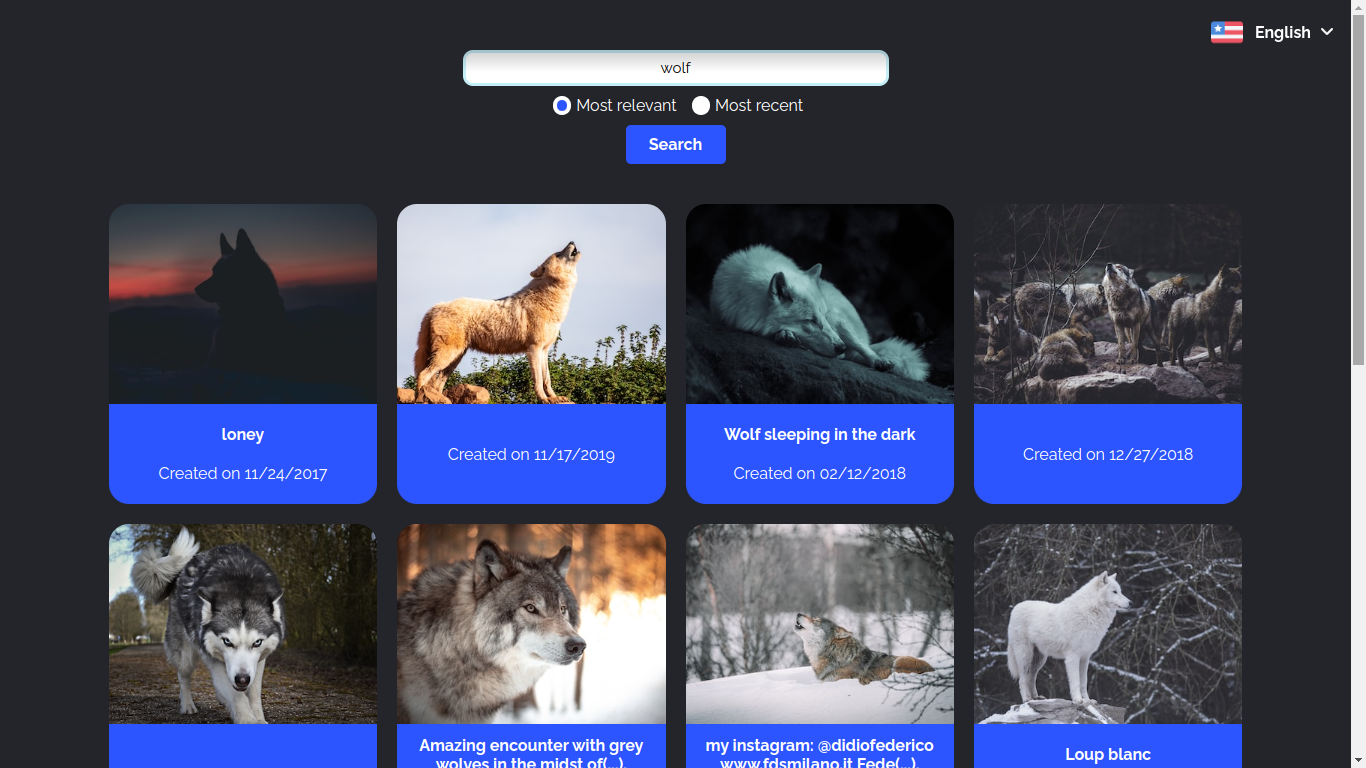 English
wolf
Most relevant Most recent
Search
loney
Created on 11/24/2017
Created on 11/17/2019
Wolf sleeping in the dark
Created on 02/12/2018
Created on 12/27/2018
Amazing encounter with grey
wolves in the midst of(...).
my instagram: @didiofederico
www.fdsmilano.it Fede(...).
Loup blanc